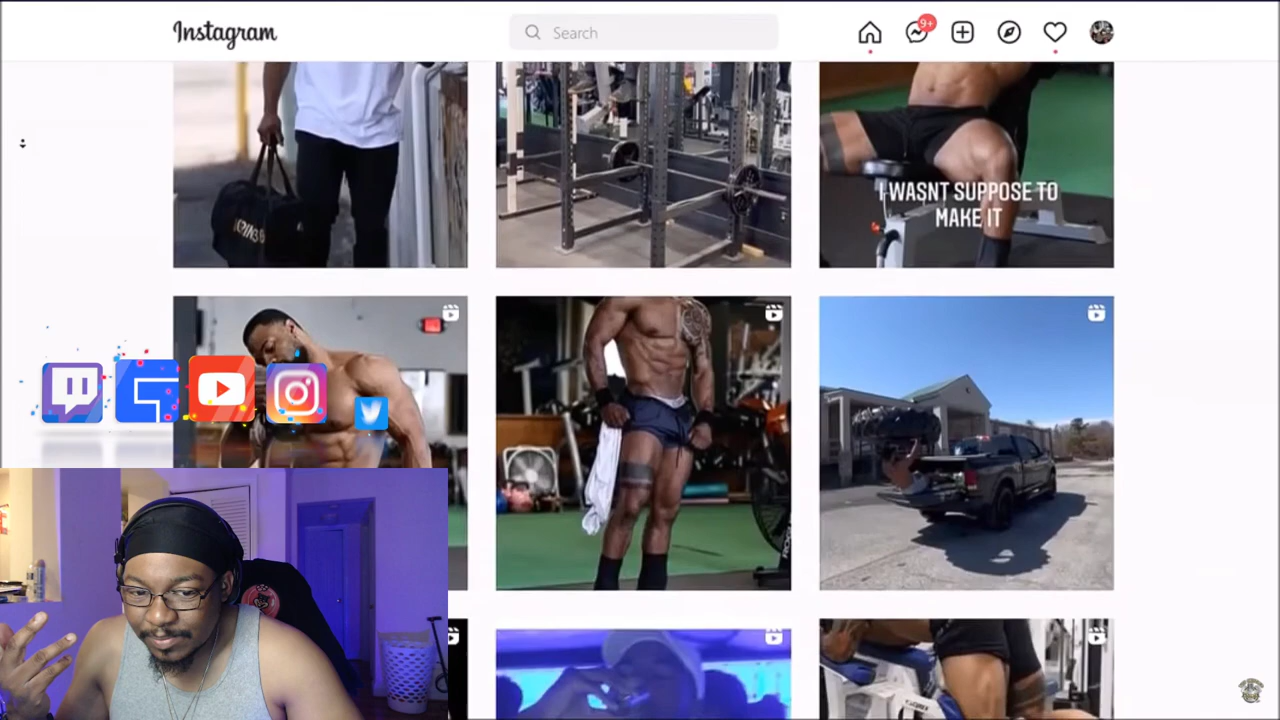 Instagram
Search
9+
I WASNT SUPPOSE TO
MAKE IT